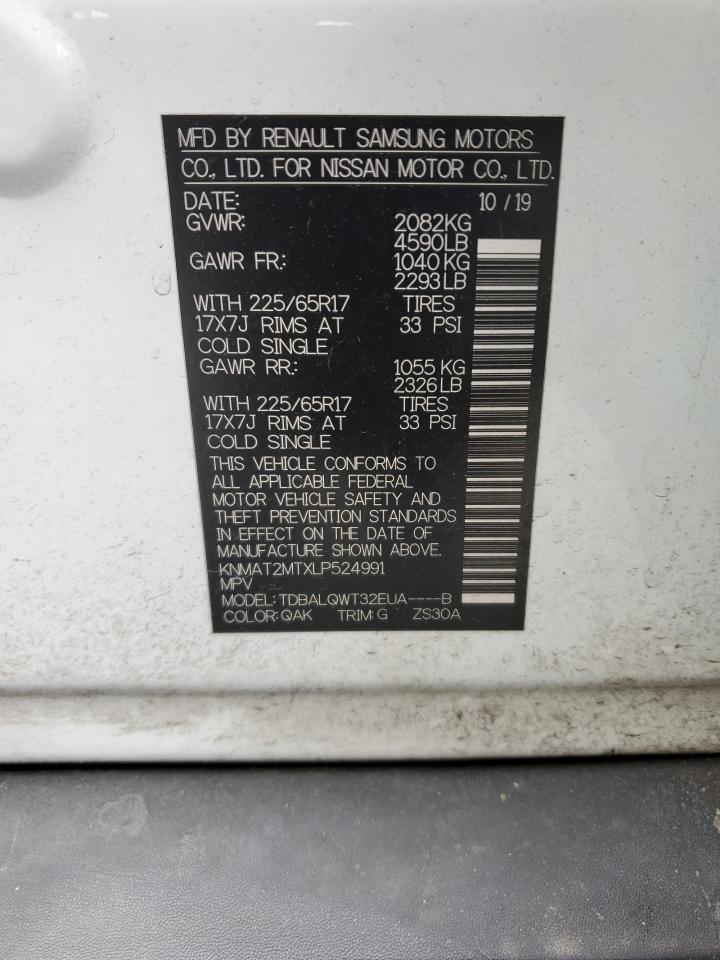 MFD BY RENAULT SAMSUNG MOTORS
CO., LTD. FOR NISSAN MOTOR CO., LTD.
DATE: 10 / 19
GVWR: 2082KG
4590LB
GAWR FR.: 1040 KG
2293LB
WITH 225/65R17 TIRES
17X7J RIMS AT 33 PSI
COLD SINGLE
GAWR RR.: 1055 KG
2326LB
WITH 225/65R17 TIRES
17X7J RIMS AT 33 PSI
COLD SINGLE
THIS VEHICLE CONFORMS TO
ALL APPLICABLE FEDERAL
MOTOR VEHICLE SAFETY AND
THEFT PREVENTION STANDARDS
IN EFFECT ON THE DATE OF
MANUFACTURE SHOWN ABOVE.
KNMAT2MTXLP524991
MPV
MODEL: TDBALQWT32EUA----B
COLOR: QAK TRIM: G ZS30A